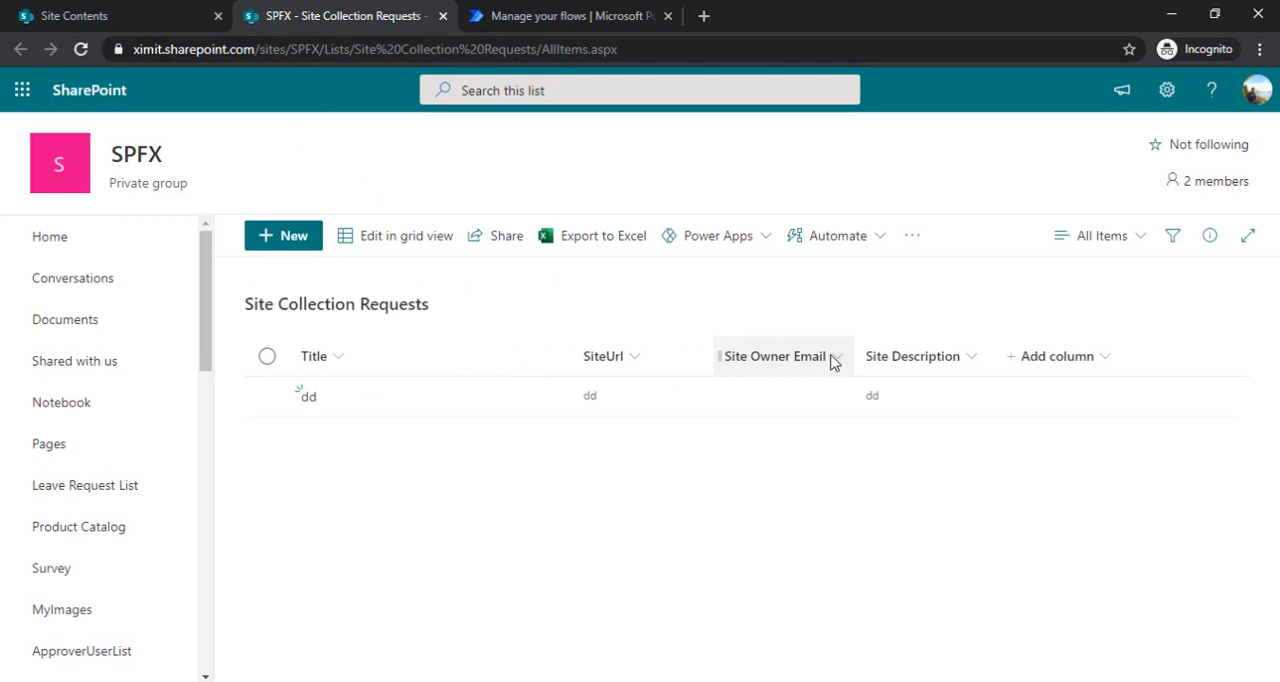 Site Contents
SPFX - Site Collection Requests -
Manage your flows | Microsoft Po
ximit.sharepoint.com/sites/SPFX/Lists/Site%20Collection%20Requests/AllItems.aspx
Incognito
SharePoint
Search this list
S
SPFX
Private group
Not following
2 members
Home
Conversations
Documents
Shared with us
Notebook
Pages
Leave Request List
Product Catalog
Survey
MyImages
ApproverUserList
+ New
Edit in grid view
Share
Export to Excel
Power Apps
Automate
...
All Items
Site Collection Requests
Title
SiteUrl
Site Owner Email
Site Description
+ Add column
dd
dd
dd